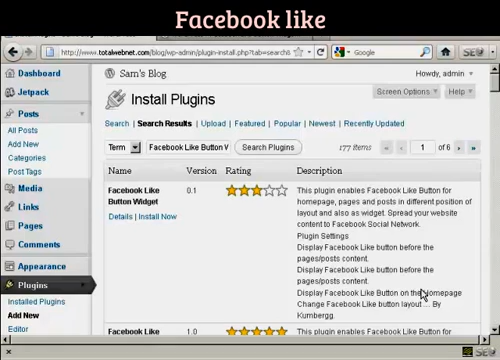 Facebook like
http://www.totalwebnet.com/blog/wp-admin/plugin-install.php?tab=search&
Google
SEO
Dashboard
Sam's Blog
Howdy, admin
Jetpack
Install Plugins
Screen Options
Help
Posts
All Posts
Add New
Categories
Post Tags
Search | Search Results | Upload | Featured | Popular | Newest | Recently Updated
Term
Facebook Like Button W
Search Plugins
177 items
«
‹
1
of 6
›
»
Name
Version
Rating
Description
Media
Links
Pages
Comments
Appearance
Plugins
Installed Plugins
Add New
Editor
Facebook Like
Button Widget
Details | Install Now
0.1
This plugin enables Facebook Like Button for
homepage, pages and posts in different position of
layout and also as widget. Spread your website
content to Facebook Social Network.
Plugin Settings
Display Facebook Like button before the
pages/posts content.
Display Facebook Like button before the
pages/posts content.
Display Facebook Like Button on the Homepage
Change Facebook Like button layout... By
Kumbergg.
Facebook Like
1.0
This plugin enables Facebook Like Button for
×
SEO